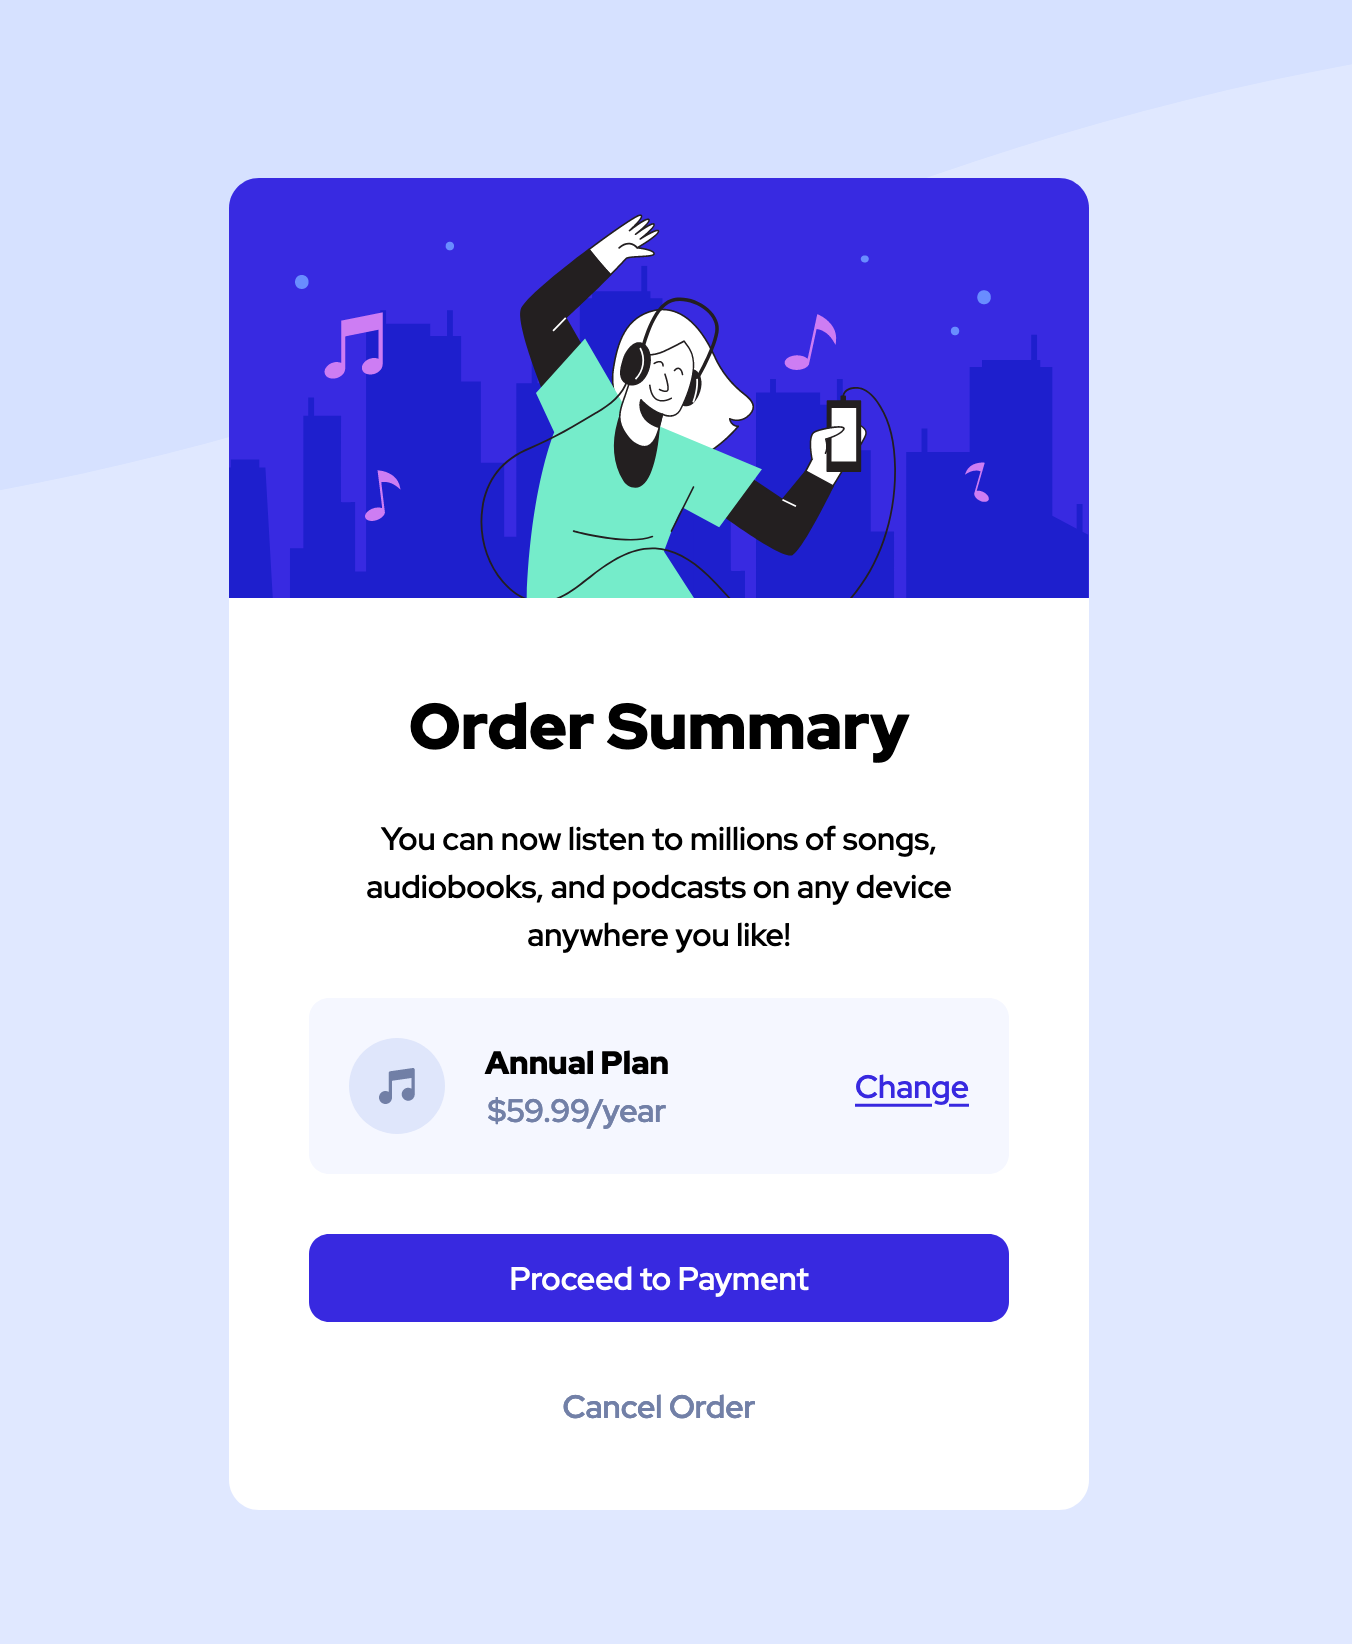 Order Summary
You can now listen to millions of songs,
audiobooks, and podcasts on any device
anywhere you like!
Annual Plan
$59.99/year
Change
Proceed to Payment
Cancel Order